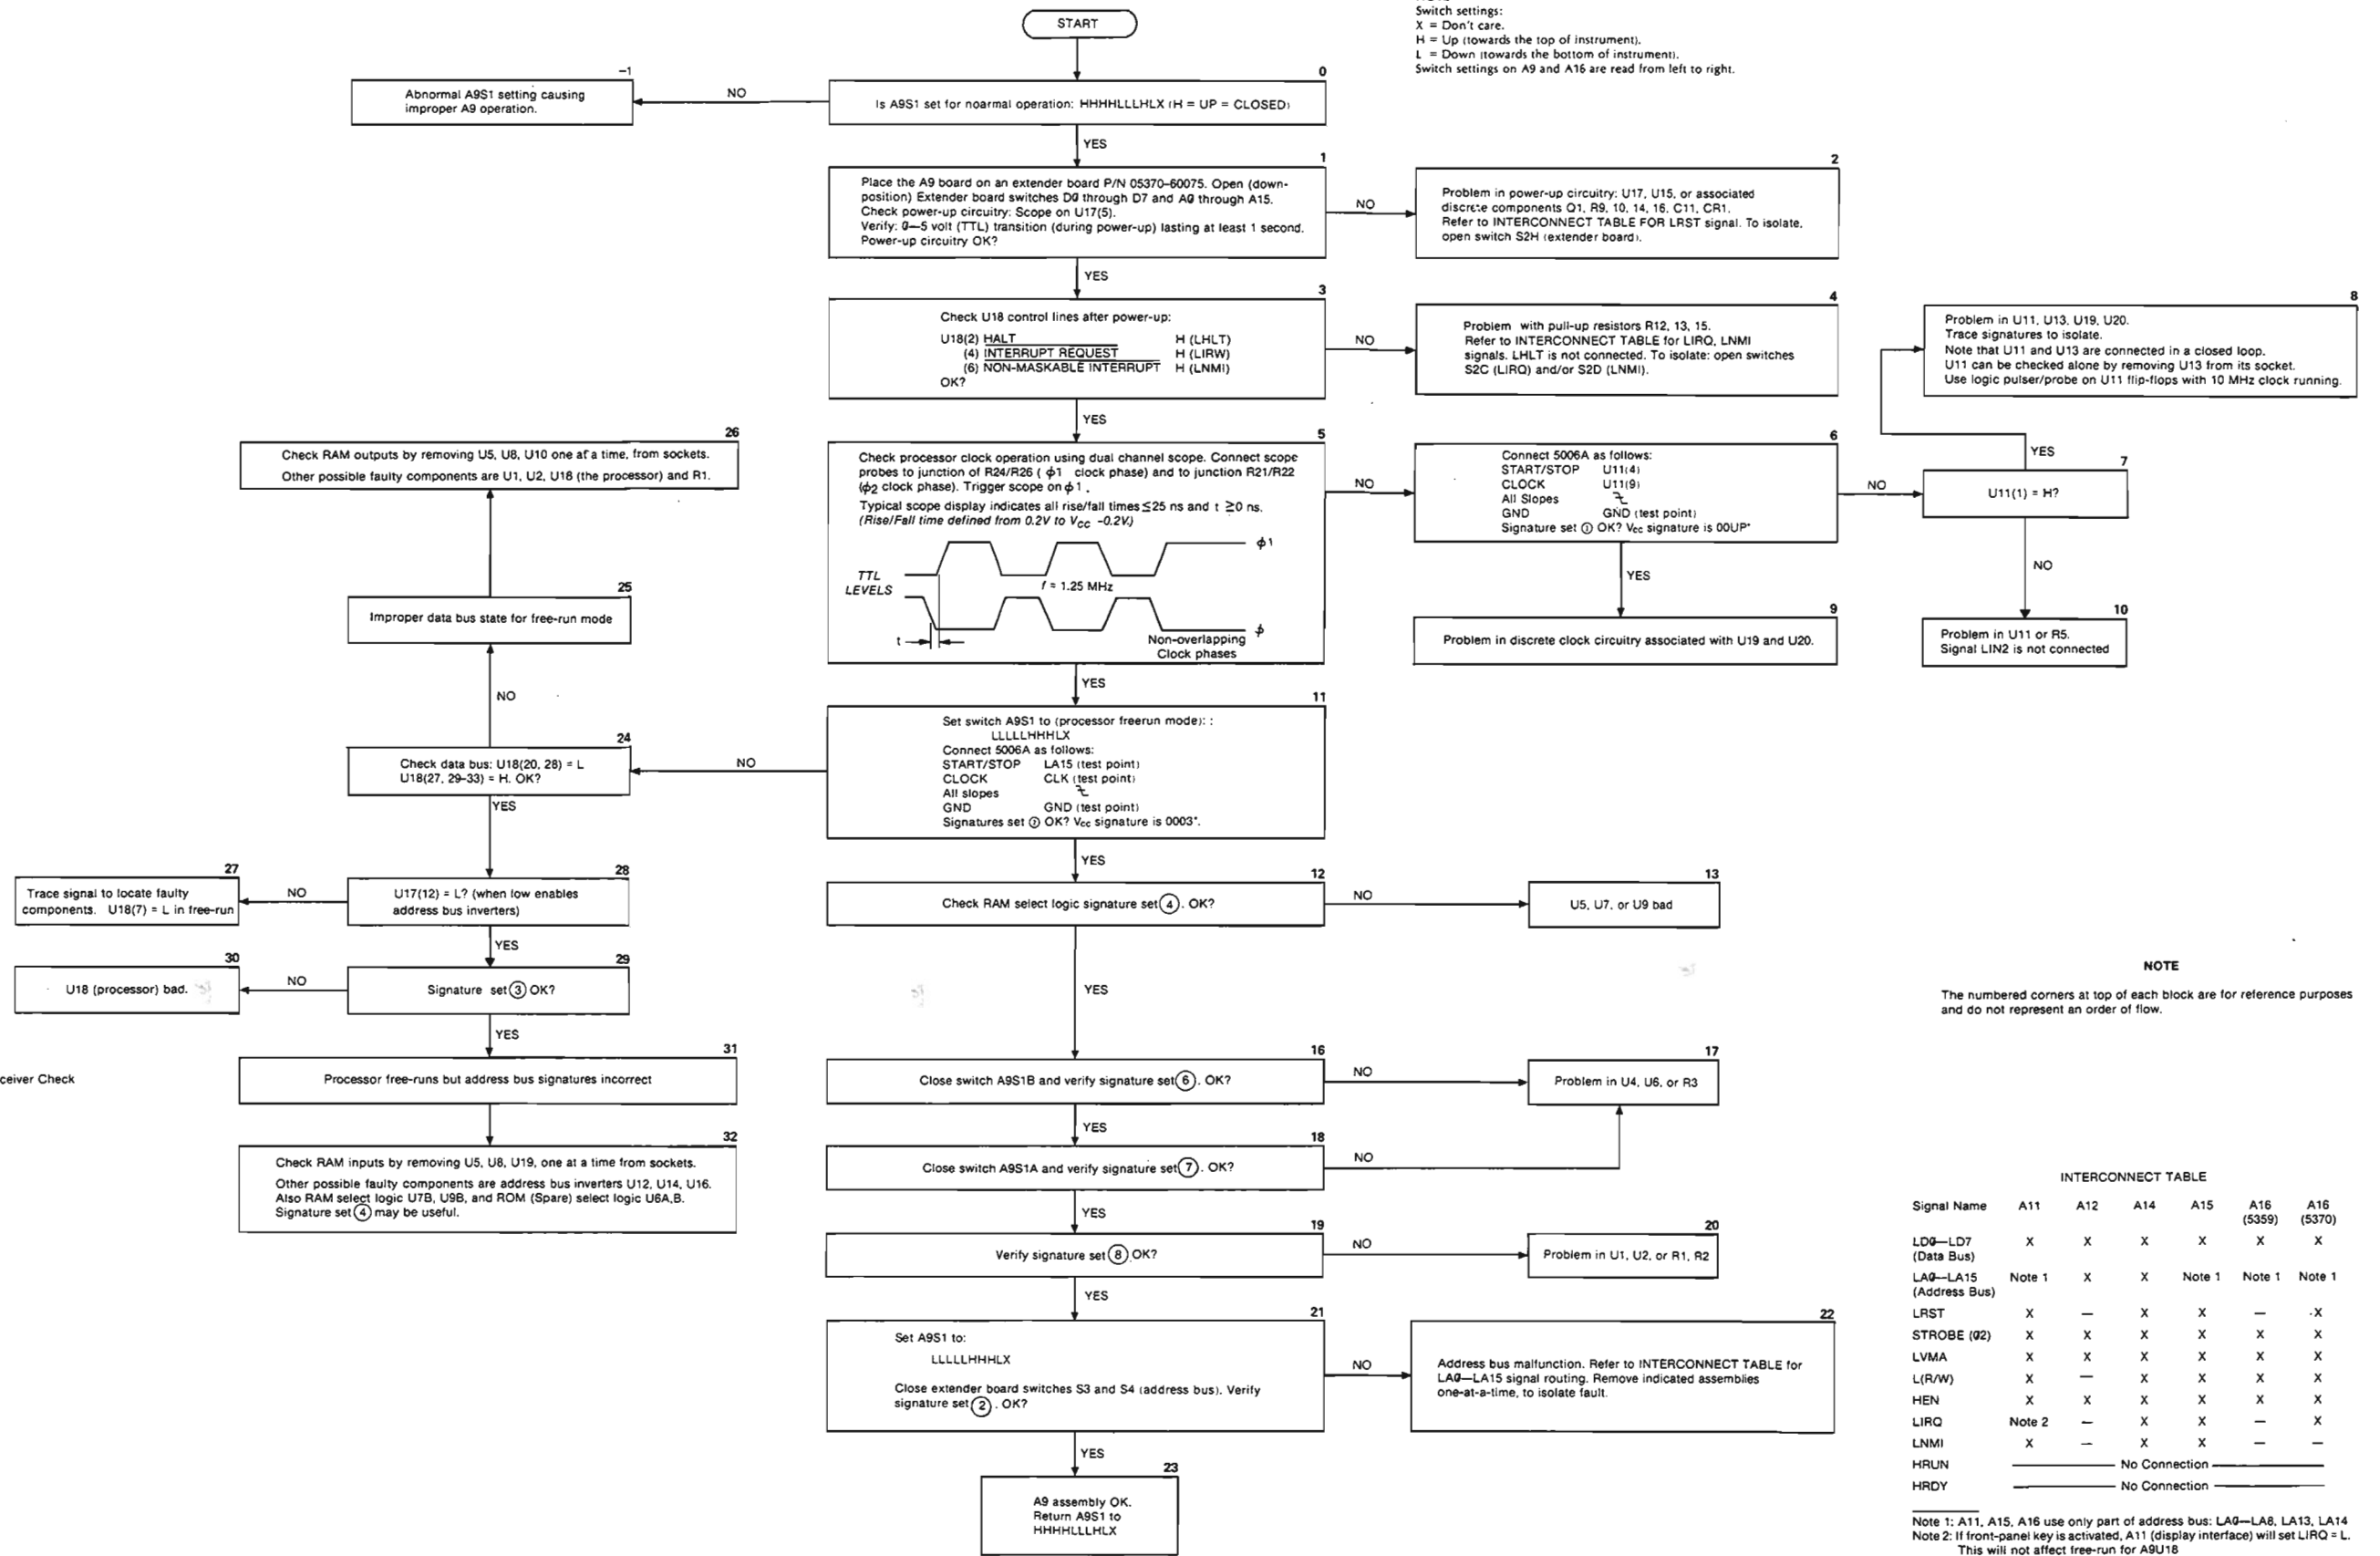 START
Switch settings:
X = Don't care.
H = Up (towards the top of instrument).
L = Down (towards the bottom of instrument).
Switch settings on A9 and A16 are read from left to right.
–1
Abnormal A9S1 setting causing
improper A9 operation.
NO
0
Is A9S1 set for noarmal operation: HHHHLLLHLX (H = UP = CLOSED)
YES
1
Place the A9 board on an extender board P/N 05370–60075. Open (down-
position) Extender board switches D0 through D7 and A0 through A15.
Check power-up circuitry: Scope on U17(5).
Verify: 0—5 volt (TTL) transition (during power-up) lasting at least 1 second.
Power-up circuitry OK?
NO
2
Problem in power-up circuitry: U17, U15, or associated
discrete components Q1, R9, 10, 14, 16, C11, CR1.
Refer to INTERCONNECT TABLE FOR LRST signal. To isolate,
open switch S2H (extender board).
YES
3
Check U18 control lines after power-up:
U18(2) HALT H (LHLT)
(4) INTERRUPT REQUEST H (LIRW)
(6) NON-MASKABLE INTERRUPT H (LNMI)
OK?
NO
4
Problem with pull-up resistors R12, 13, 15.
Refer to INTERCONNECT TABLE for LIRQ, LNMI
signals. LHLT is not connected. To isolate: open switches
S2C (LIRQ) and/or S2D (LNMI).
8
Problem in U11, U13, U19, U20.
Trace signatures to isolate.
Note that U11 and U13 are connected in a closed loop.
U11 can be checked alone by removing U13 from its socket.
Use logic pulser/probe on U11 flip-flops with 10 MHz clock running.
YES
5
Check processor clock operation using dual channel scope. Connect scope
probes to junction of R24/R26 ( ϕ1 clock phase) and to junction R21/R22
(ϕ2 clock phase). Trigger scope on ϕ1 .
Typical scope display indicates all rise/fall times ≤25 ns and t ≥0 ns.
(Rise/Fall time defined from 0.2V to Vcc –0.2V.)
ϕ1
TTL
LEVELS
f = 1.25 MHz
ϕ
t
Non-overlapping
Clock phases
NO
6
Connect 5006A as follows:
START/STOP U11(4)
CLOCK U11(9)
All Slopes
GND GND (test point)
Signature set ① OK? Vcc signature is 00UP*
NO
YES
7
U11(1) = H?
NO
YES
9
Problem in discrete clock circuitry associated with U19 and U20.
10
Problem in U11 or R5.
Signal LIN2 is not connected
26
Check RAM outputs by removing U5, U8, U10 one at a time, from sockets.
Other possible faulty components are U1, U2, U18 (the processor) and R1.
25
Improper data bus state for free-run mode
NO
24
Check data bus: U18(20, 28) = L
U18(27, 29–33) = H. OK?
NO
YES
YES
11
Set switch A9S1 to (processor freerun mode): :
LLLLLHHHLX
Connect 5006A as follows:
START/STOP LA15 (test point)
CLOCK CLK (test point)
All slopes
GND GND (test point)
Signatures set ② OK? Vcc signature is 0003*.
YES
27
Trace signal to locate faulty
components. U18(7) = L in free-run
NO
28
U17(12) = L? (when low enables
address bus inverters)
YES
12
Check RAM select logic signature set ④. OK?
NO
13
U5, U7, or U9 bad
YES
30
U18 (processor) bad.
NO
29
Signature set ③ OK?
YES
31
Processor free-runs but address bus signatures incorrect
ceiver Check
32
Check RAM inputs by removing U5, U8, U19, one at a time from sockets.
Other possible faulty components are address bus inverters U12, U14, U16.
Also RAM select logic U7B, U9B, and ROM (Spare) select logic U6A,B.
Signature set ④ may be useful.
16
Close switch A9S1B and verify signature set ⑥. OK?
NO
17
Problem in U4, U6, or R3
YES
18
Close switch A9S1A and verify signature set ⑦. OK?
NO
YES
19
Verify signature set ⑧ OK?
NO
20
Problem in U1, U2, or R1, R2
YES
21
Set A9S1 to:
LLLLLHHHLX
Close extender board switches S3 and S4 (address bus). Verify
signature set ②. OK?
NO
22
Address bus malfunction. Refer to INTERCONNECT TABLE for
LA0—LA15 signal routing. Remove indicated assemblies
one-at-a-time, to isolate fault.
YES
23
A9 assembly OK.
Return A9S1 to
HHHHLLLHLX
NOTE
The numbered corners at top of each block are for reference purposes
and do not represent an order of flow.
INTERCONNECT TABLE
Signal Name A11 A12 A14 A15 A16 A16
(5359) (5370)
LD0—LD7 X X X X X X
(Data Bus)
LA0—LA15 Note 1 X X Note 1 Note 1 Note 1
(Address Bus)
LRST X — X X — X
STROBE (02) X X X X X X
LVMA X X X X X X
L(R/W) X — X X X X
HEN X X X X X X
LIRQ Note 2 — X X — X
LNMI X — X X — —
HRUN No Connection
HRDY No Connection
Note 1: A11, A15, A16 use only part of address bus: LA0—LA8, LA13, LA14
Note 2: If front-panel key is activated, A11 (display interface) will set LIRQ = L.
This will not affect free-run for A9U18